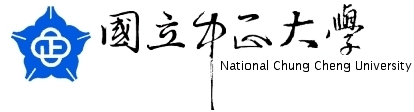 國立中正大學
National Chung Cheng University